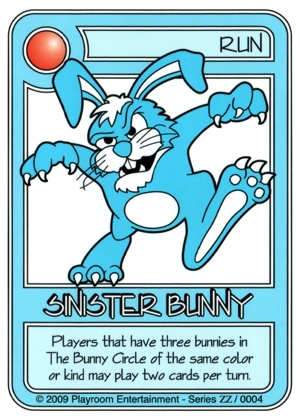 RUN
SINISTER BUNNY
Players that have three bunnies in
The Bunny Circle of the same color
or kind may play two cards per turn.
© 2009 Playroom Entertainment - Series ZZ / 0004